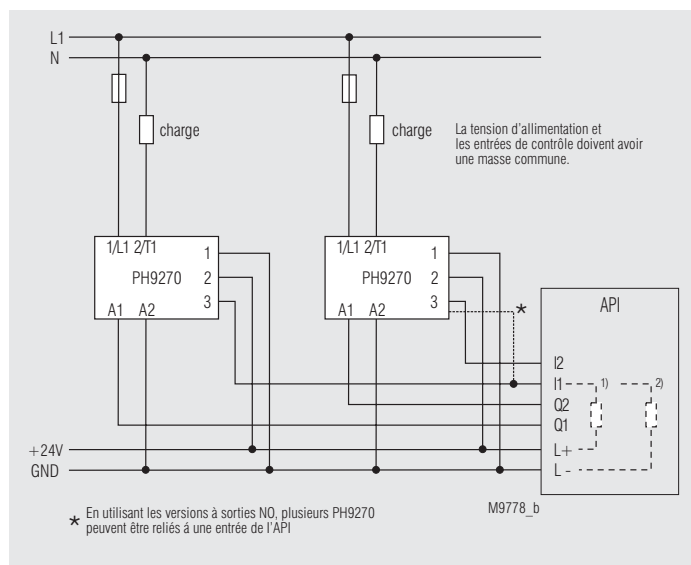 L1
N
charge
charge
La tension d'allimentation et
les entrées de contrôle doivent avoir
une masse commune.
1/L1 2/T1
1
PH9270
2
3
A1 A2
1/L1 2/T1
1
PH9270
2
3
A1 A2
*
API
I2
I1
1)
2)
Q2
Q1
+24V
L+
GND
L -
M9778_b
* En utilisant les versions à sorties NO, plusieurs PH9270
peuvent être reliés á une entrée de l'API